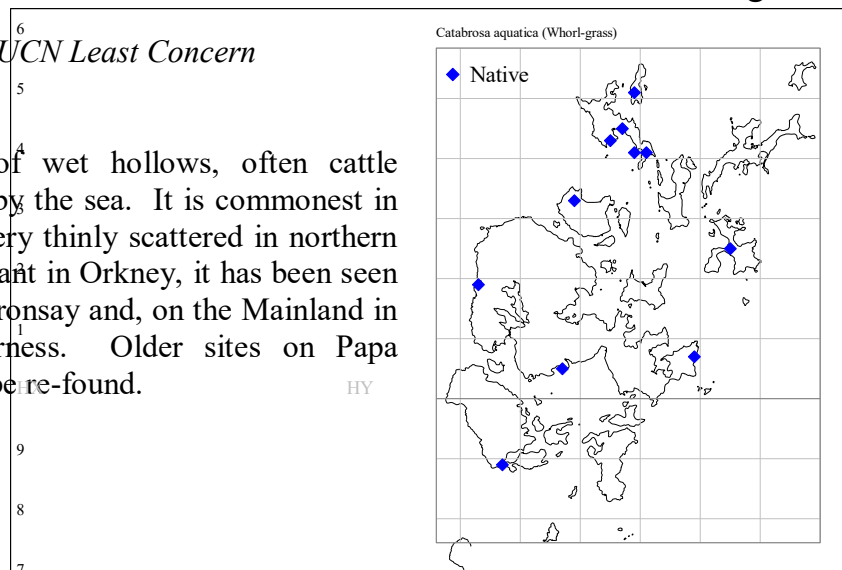 UCN Least Concern
of wet hollows, often cattle
by the sea. It is commonest in
ery thinly scattered in northern
ant in Orkney, it has been seen
ronsay and, on the Mainland in
rness. Older sites on Papa
be re-found.
6
5
4
3
2
1
HX
HY
9
8
7
Catabrosa aquatica (Whorl-grass)
Native